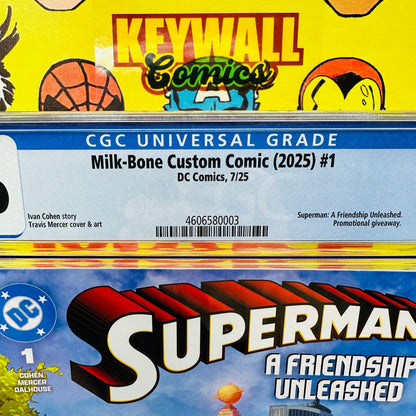 KEYWALL
Comics
A
CGC UNIVERSAL GRADE
Milk-Bone Custom Comic (2025) #1
DC Comics, 7/25
Ivan Cohen story
Travis Mercer cover & art
4606580003
Superman: A Friendship Unleashed.
Promotional giveaway.
DC
1
COHEN
MERCER
DALHOUSE
SUPERMAN
A FRIENDSHIP
UNLEASHED